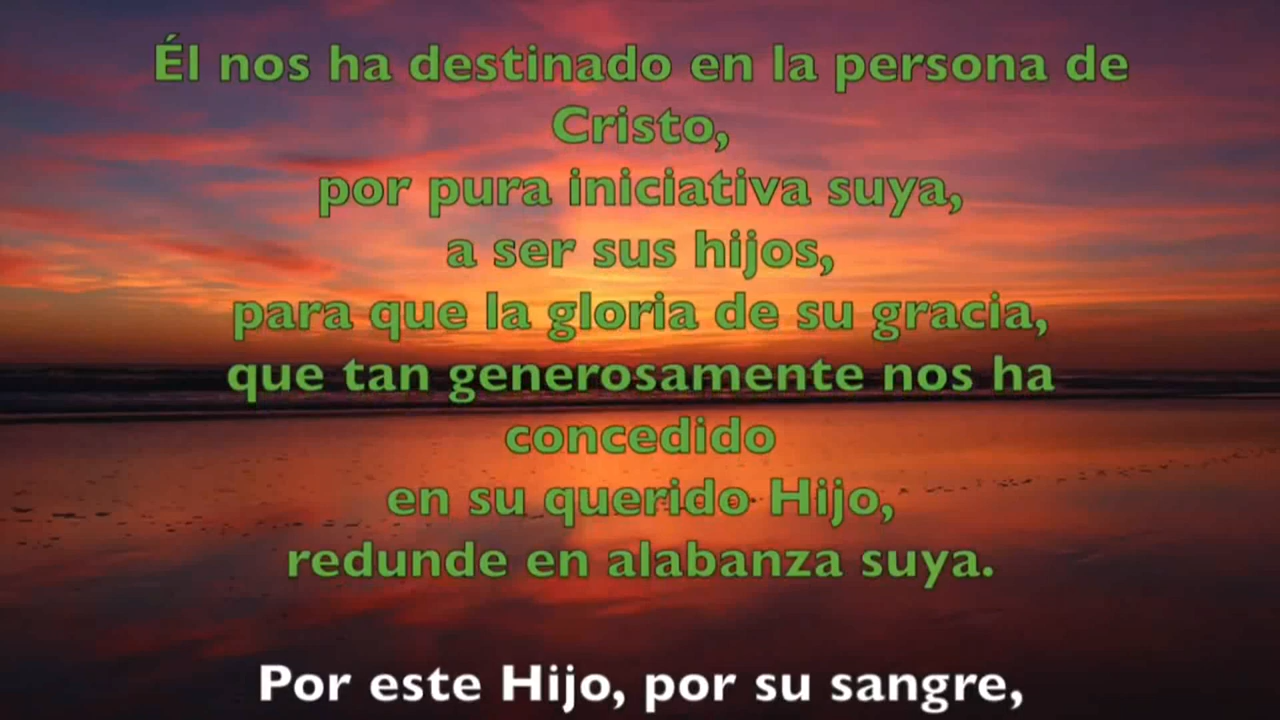 Él nos ha destinado en la persona de
Cristo,
por pura iniciativa suya,
a ser sus hijos,
para que la gloria de su gracia,
que tan generosamente nos ha
concedido
en su querido Hijo,
redunde en alabanza suya.
Por este Hijo, por su sangre,